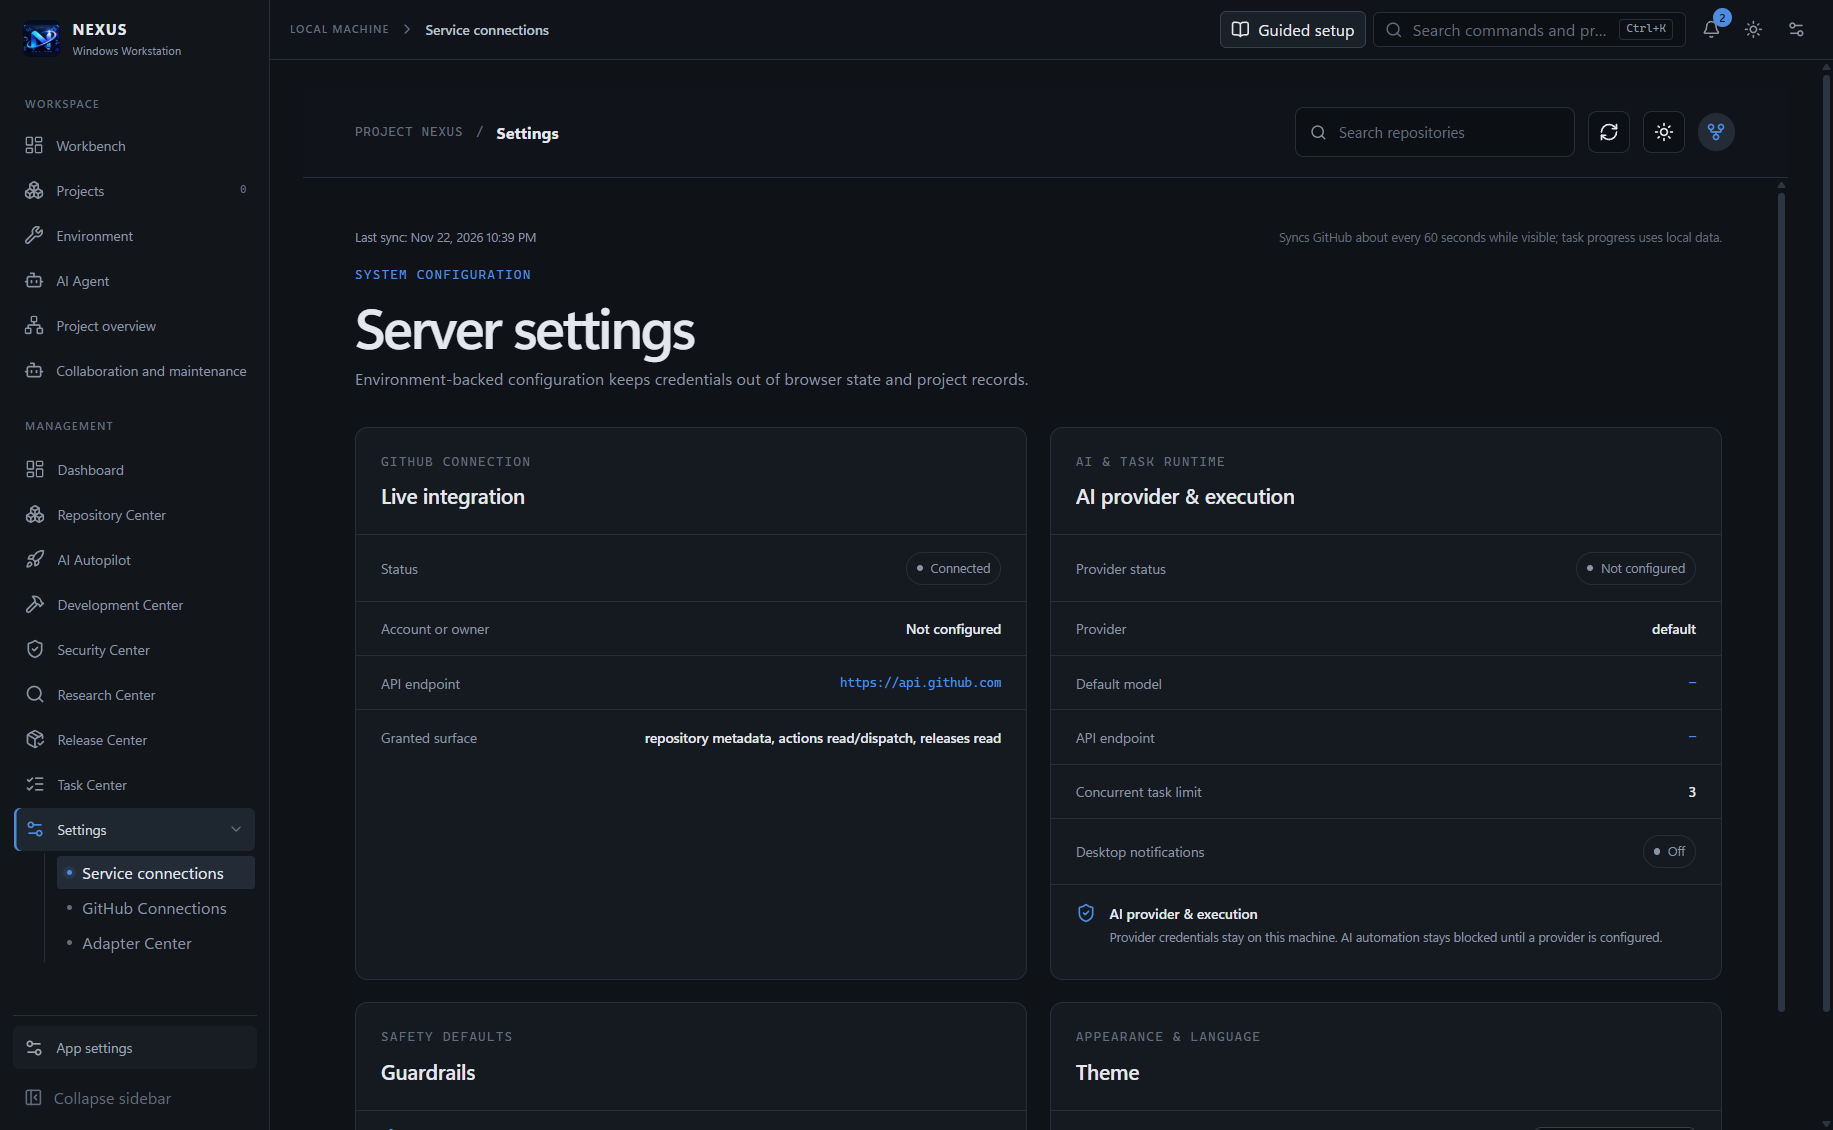 NEXUS
Windows Workstation
WORKSPACE
Workbench
Projects 0
Environment
AI Agent
Project overview
Collaboration and maintenance
MANAGEMENT
Dashboard
Repository Center
AI Autopilot
Development Center
Security Center
Research Center
Release Center
Task Center
Settings
Service connections
GitHub Connections
Adapter Center
App settings
Collapse sidebar
LOCAL MACHINE > Service connections
Guided setup
Search commands and pr... Ctrl+K
2
PROJECT NEXUS / Settings
Search repositories
Last sync: Nov 22, 2026 10:39 PM
Syncs GitHub about every 60 seconds while visible; task progress uses local data.
SYSTEM CONFIGURATION
Server settings
Environment-backed configuration keeps credentials out of browser state and project records.
GITHUB CONNECTION
Live integration
Status Connected
Account or owner Not configured
API endpoint https://api.github.com
Granted surface repository metadata, actions read/dispatch, releases read
AI & TASK RUNTIME
AI provider & execution
Provider status Not configured
Provider default
Default model –
API endpoint –
Concurrent task limit 3
Desktop notifications Off
AI provider & execution
Provider credentials stay on this machine. AI automation stays blocked until a provider is configured.
SAFETY DEFAULTS
Guardrails
APPEARANCE & LANGUAGE
Theme